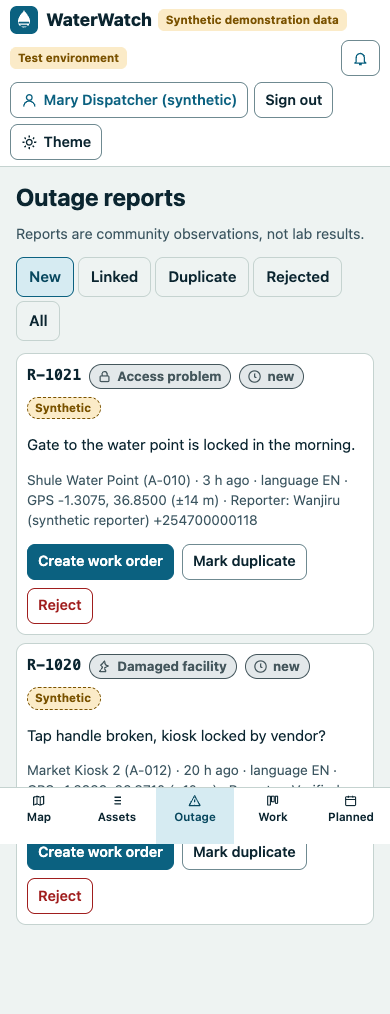 WaterWatch Synthetic demonstration data
Test environment
Mary Dispatcher (synthetic) Sign out
Theme
Outage reports
Reports are community observations, not lab results.
New Linked Duplicate Rejected
All
R-1021 Access problem new
Synthetic
Gate to the water point is locked in the morning.
Shule Water Point (A-010) · 3 h ago · language EN ·
GPS -1.3075, 36.8500 (±14 m) · Reporter: Wanjiru
(synthetic reporter) +254700000118
Create work order Mark duplicate
Reject
R-1020 Damaged facility new
Synthetic
Tap handle broken, kiosk locked by vendor?
Market Kiosk 2 (A-012) · 20 h ago · language EN ·
Map Assets Outage Work Planned
Create work order Mark duplicate
Reject